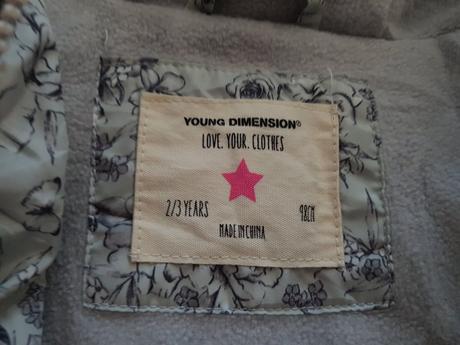 YOUNG DIMENSION®
LOVE. YOUR. CLOTHES
2/3 YEARS 98CM
MADE IN CHINA